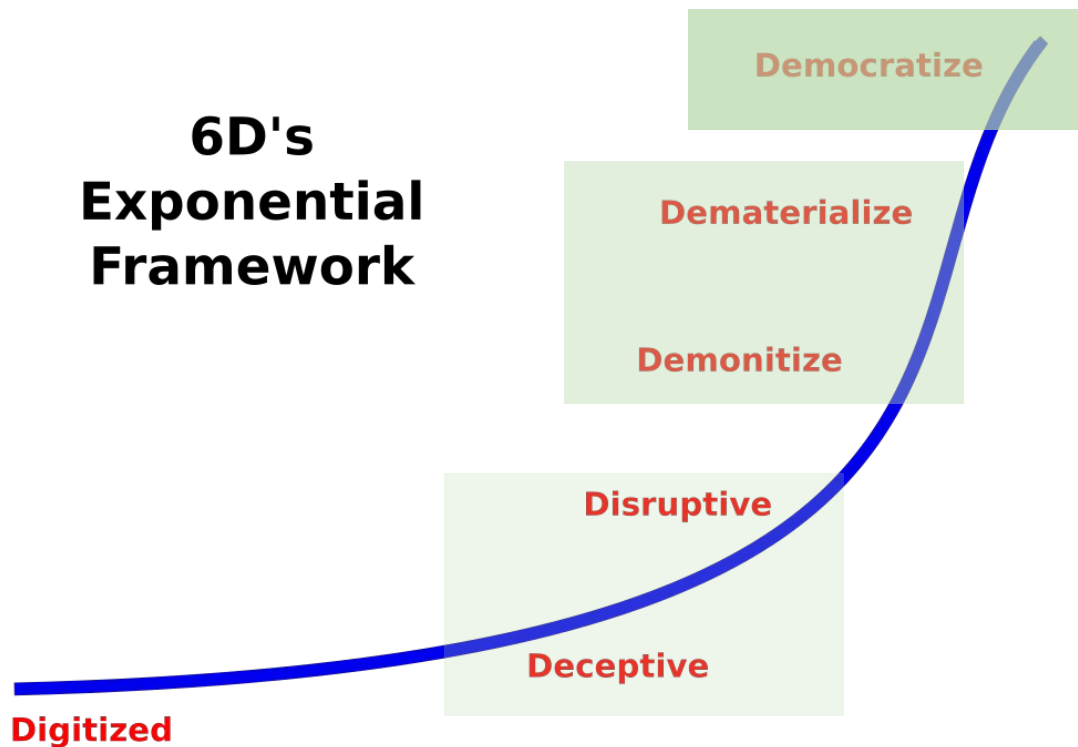 6D's
Exponential
Framework
Democratize
Dematerialize
Demonitize
Disruptive
Deceptive
Digitized